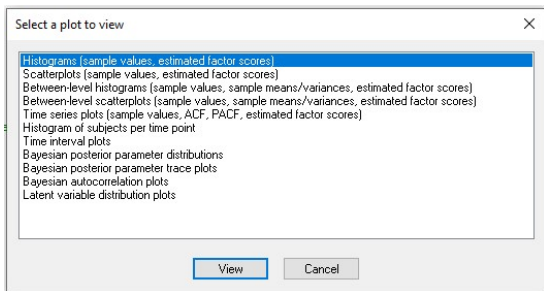 Select a plot to view
Histograms (sample values, estimated factor scores)
Scatterplots (sample values, estimated factor scores)
Between-level histograms (sample values, sample means/variances, estimated factor scores)
Between-level scatterplots (sample values, sample means/variances, estimated factor scores)
Time series plots (sample values, ACF, PACF, estimated factor scores)
Histogram of subjects per time point
Time interval plots
Bayesian posterior parameter distributions
Bayesian posterior parameter trace plots
Bayesian autocorrelation plots
Latent variable distribution plots
View
Cancel